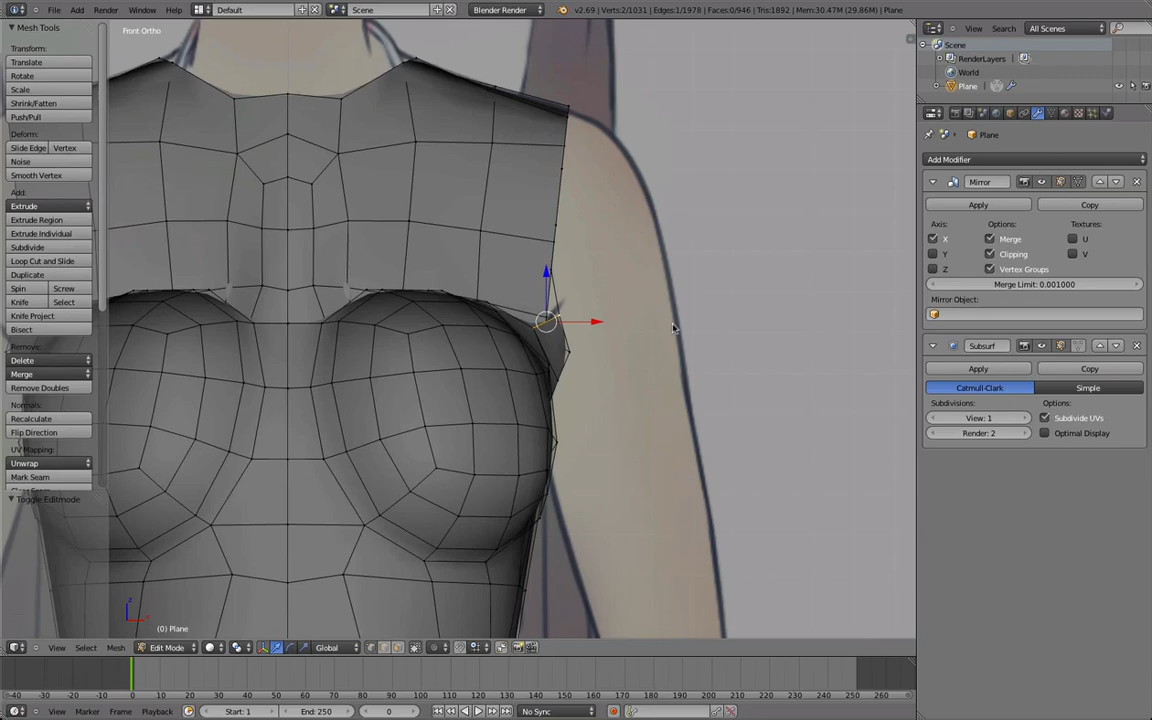 File Add Render Window Help Default Scene Blender Render v2.69 | Verts:2/1031 | Edges:1/1978 | Faces:0/946 | Tris:1892 | Mem:30.47M (29.86M) | Plane
Mesh Tools
Front Ortho
View Search All Scenes
Transform:
Translate
Rotate
Scale
Shrink/Fatten
Push/Pull
Deform:
Slide Edge Vertex
Noise
Smooth Vertex
Add:
Extrude
Extrude Region
Extrude Individual
Subdivide
Loop Cut and Slide
Duplicate
Spin Screw
Knife Select
Knife Project
Bisect
Remove:
Delete
Merge
Remove Doubles
Normals:
Recalculate
Flip Direction
UV Mapping:
Unwrap
Mark Seam
Toggle Editmode
Scene
RenderLayers
World
Plane
Plane
Add Modifier
Mirror
Apply Copy
Axis: Options: Textures:
X Merge U
Y Clipping V
Z Vertex Groups
Merge Limit: 0.001000
Mirror Object:
Subsurf
Apply Copy
Catmull-Clark Simple
Subdivisions: Options:
View: 1 Subdivide UVs
Render: 2 Optimal Display
z
x
(0) Plane
View Select Mesh Edit Mode Global
-40 -30 -20 -10 0 10 20 30 40 50 60 70 80 90 100 110 120 130 140 150 160 170 180 190 200 210 220 230 240 250 260
View Marker Frame Playback Start: 1 End: 250 0 No Sync